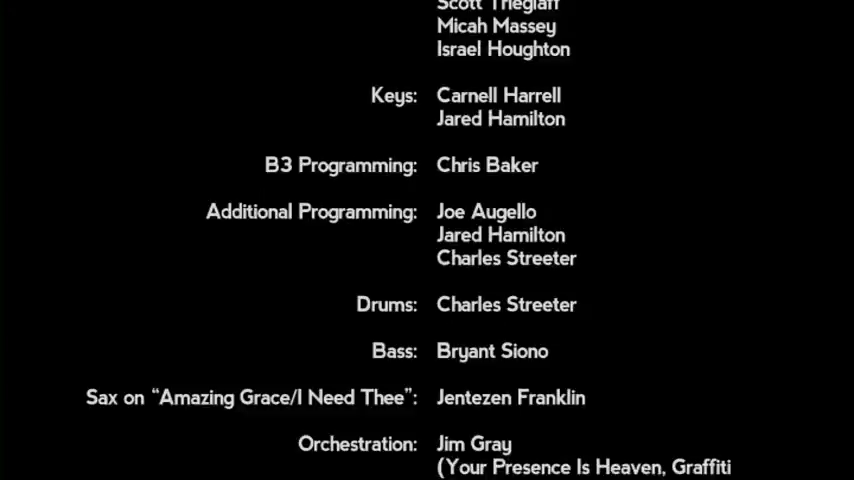 Scott Trieglaff
Micah Massey
Israel Houghton
Keys: Carnell Harrell
Jared Hamilton
B3 Programming: Chris Baker
Additional Programming: Joe Augello
Jared Hamilton
Charles Streeter
Drums: Charles Streeter
Bass: Bryant Siono
Sax on “Amazing Grace/I Need Thee”: Jentezen Franklin
Orchestration: Jim Gray
(Your Presence Is Heaven, Graffiti